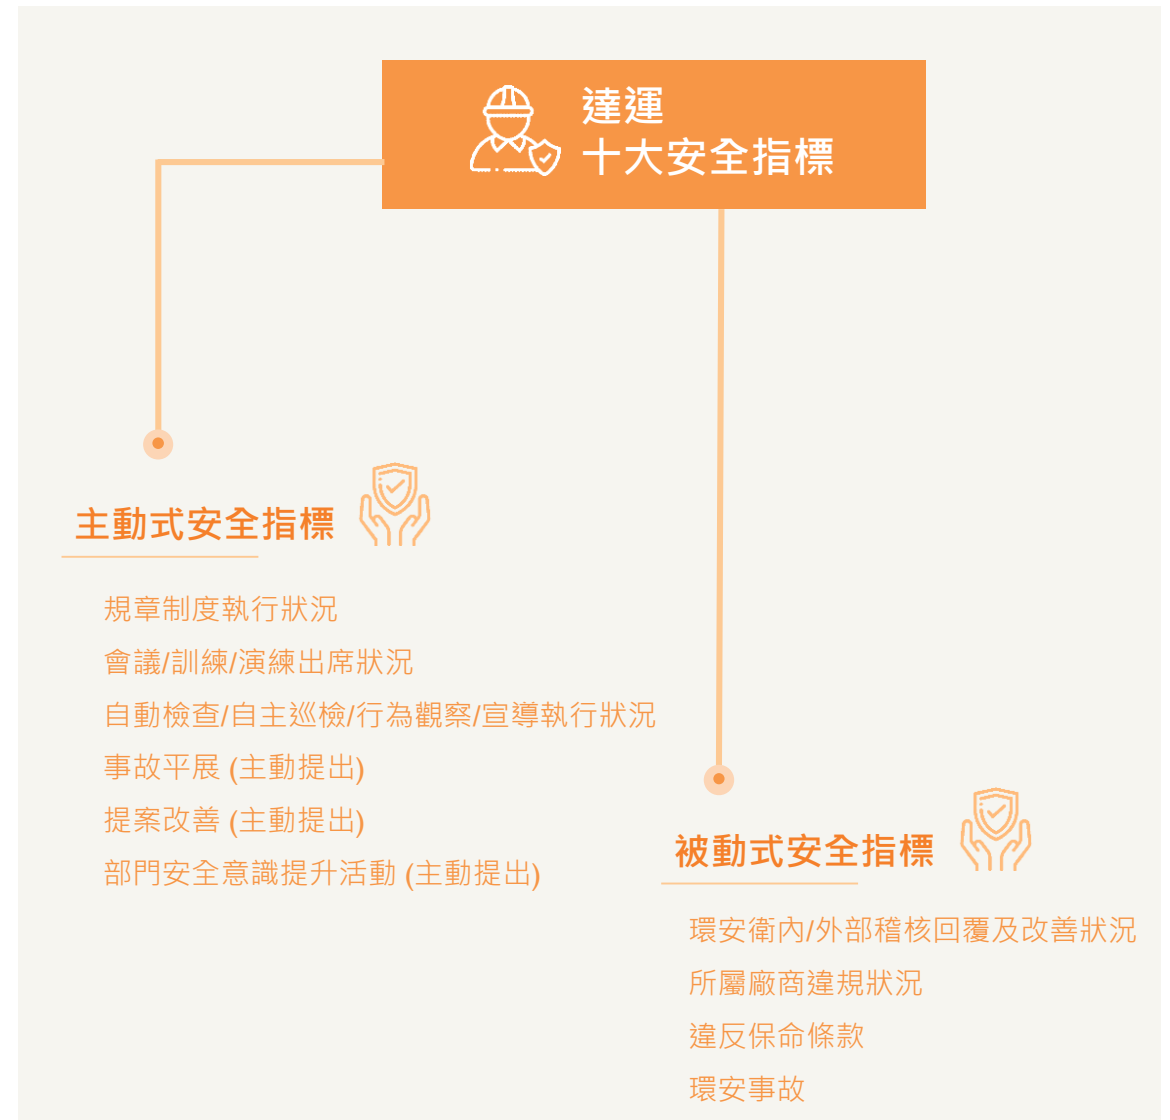 達運
十大安全指標
主動式安全指標
規章制度執行狀況
會議/訓練/演練出席狀況
自動檢查/自主巡檢/行為觀察/宣導執行狀況
事故平展 (主動提出)
提案改善 (主動提出)
部門安全意識提升活動 (主動提出)
被動式安全指標
環安衛內/外部稽核回覆及改善狀況
所屬廠商違規狀況
違反保命條款
環安事故